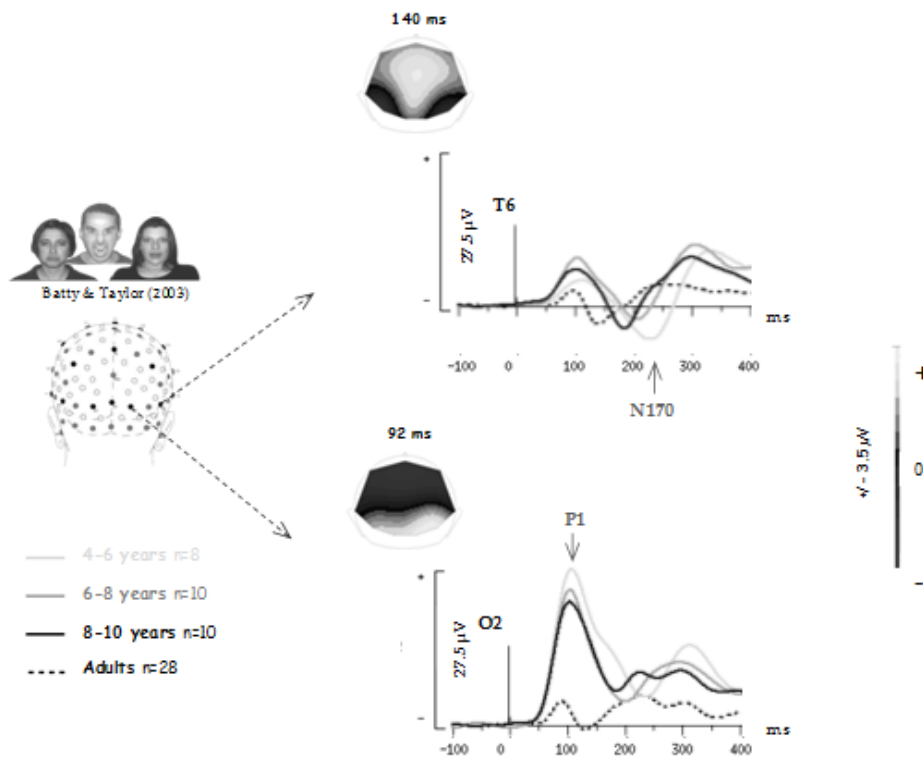 140 ms
+
T6
27.5 µV
–
ms
-100 0 100 200 300 400
N170
Batty & Taylor (2003)
92 ms
P1
+
O2
27.5 µV
–
ms
-100 0 100 200 300 400
4-6 years n=8
6-8 years n=10
8-10 years n=10
Adults n=28
+
+/- 3.5 µV
0
–